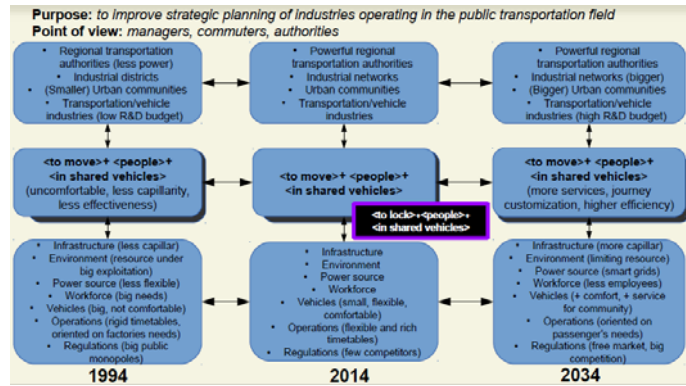 Purpose: to improve strategic planning of industries operating in the public transportation field
Point of view: managers, commuters, authorities
• Regional transportation
authorities (less power)
• Industrial districts
• (Smaller) Urban communities
• Transportation/vehicle
industries (low R&D budget)
• Powerful regional
transportation authorities
• Industrial networks
• Urban communities
• Transportation/vehicle
industries
• Powerful regional
transportation authorities
• Industrial networks (bigger)
• (Bigger) Urban communities
• Transportation/vehicle
industries (high R&D budget)
<to move>+ <people>+
<in shared vehicles>
(uncomfortable, less capillarity,
less effectiveness)
<to move>+ <people>+
<in shared vehicles>
<to move>+ <people>+
<in shared vehicles>
(more services, journey
customization, higher efficiency)
<to lock>+<people>+
<in shared vehicles>
• Infrastructure (less capillar)
• Environment (resource under
big exploitation)
• Power source (less flexible)
• Workforce (big needs)
• Vehicles (big, not comfortable)
• Operations (rigid timetables,
oriented on factories needs)
• Regulations (big public
monopoles)
• Infrastructure
• Environment
• Power source
• Workforce
• Vehicles (small, flexible,
comfortable)
• Operations (flexible and rich
timetables)
• Regulations (few competitors)
• Infrastructure (more capillar)
• Environment (limiting resource)
• Power source (smart grids)
• Workforce (less employees)
• Vehicles (+ comfort, + service
for community)
• Operations (oriented on
passenger's needs)
• Regulations (free market, big
competition)
1994
2014
2034